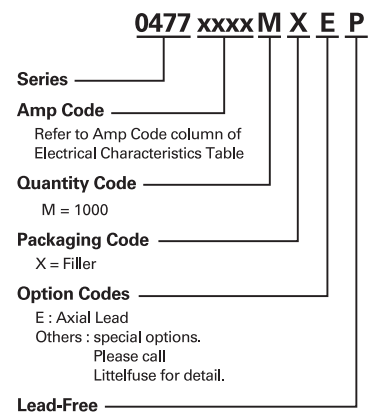 0477 xxxx M X E P
Series
Amp Code
Refer to Amp Code column of
Electrical Characteristics Table
Quantity Code
M = 1000
Packaging Code
X = Filler
Option Codes
E : Axial Lead
Others : special options.
Please call
Littelfuse for detail.
Lead-Free